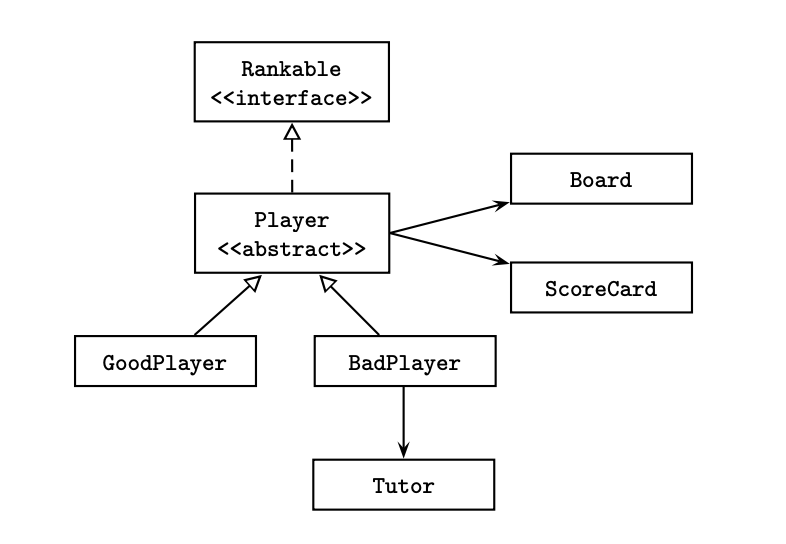 Rankable
<<interface>>
Board
Player
<<abstract>>
ScoreCard
GoodPlayer
BadPlayer
Tutor